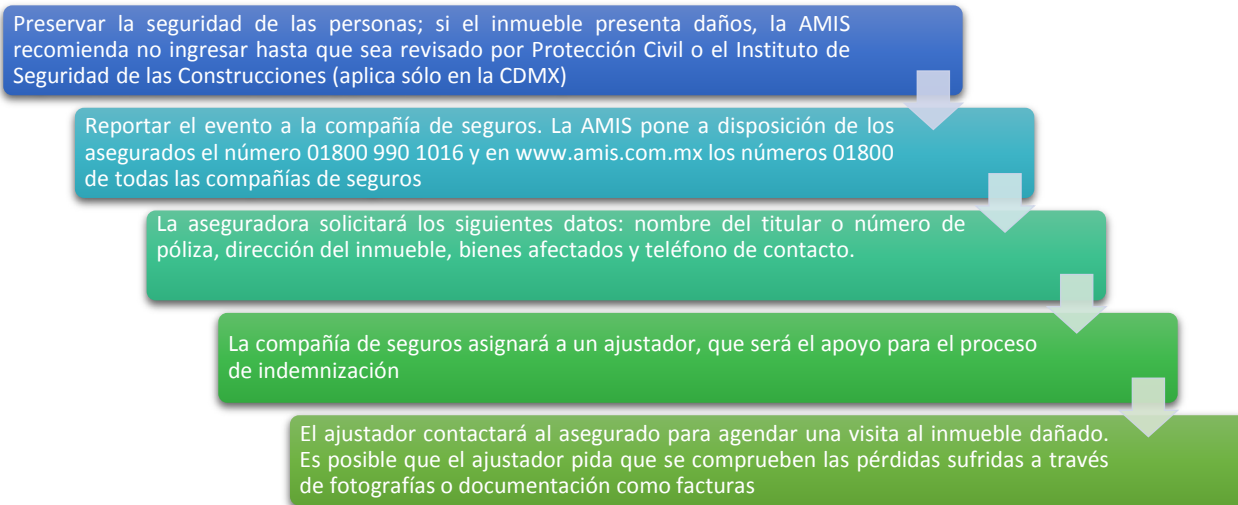 Preservar la seguridad de las personas; si el inmueble presenta daños, la AMIS
recomienda no ingresar hasta que sea revisado por Protección Civil o el Instituto de
Seguridad de las Construcciones (aplica sólo en la CDMX)
Reportar el evento a la compañía de seguros. La AMIS pone a disposición de los
asegurados el número 01800 990 1016 y en www.amis.com.mx los números 01800
de todas las compañías de seguros
La aseguradora solicitará los siguientes datos: nombre del titular o número de
póliza, dirección del inmueble, bienes afectados y teléfono de contacto.
La compañía de seguros asignará a un ajustador, que será el apoyo para el proceso
de indemnización
El ajustador contactará al asegurado para agendar una visita al inmueble dañado.
Es posible que el ajustador pida que se comprueben las pérdidas sufridas a través
de fotografías o documentación como facturas